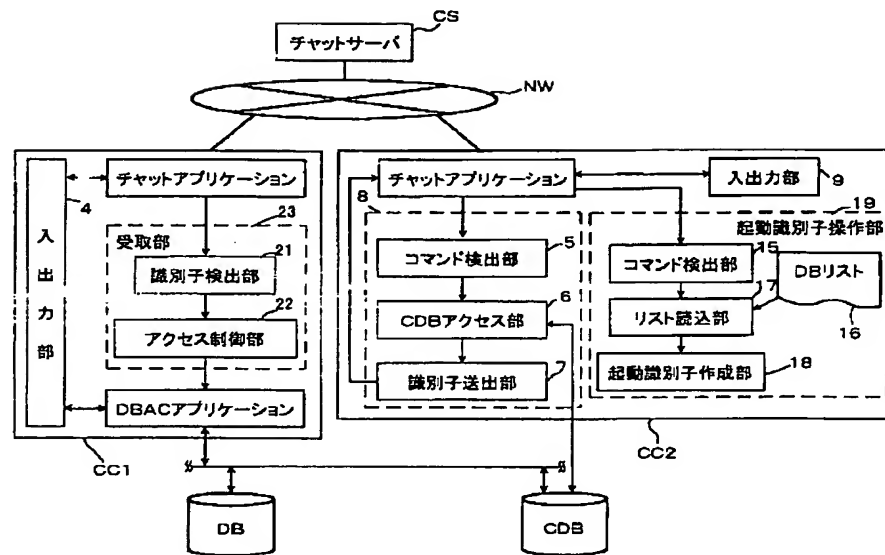 CS
チャットサーバ
NW
入出力部
4
チャットアプリケーション
23
受取部
21
識別子検出部
22
アクセス制御部
DBACアプリケーション
CC1
チャットアプリケーション
入出力部
9
8
コマンド検出部
5
CDBアクセス部
6
識別子送出部
7
19
起動識別子操作部
15
コマンド検出部
DBリスト
17
リスト読込部
16
起動識別子作成部
18
CC2
DB
CDB